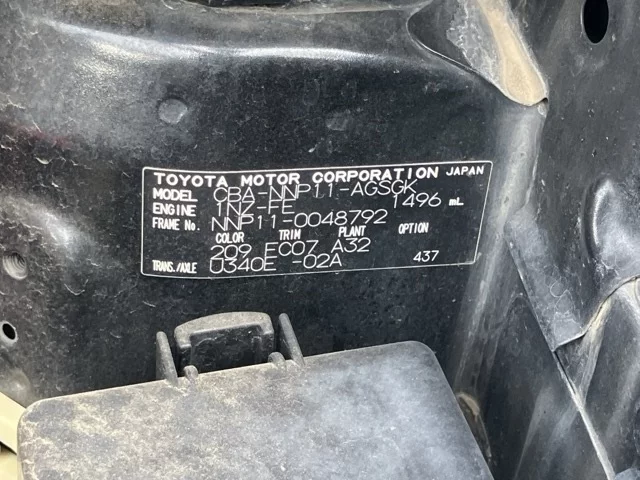 TOYOTA MOTOR CORPORATION JAPAN
MODEL CBA-NNP11-AGSGK
ENGINE 1NZ-FE 1496 mL
FRAME No. NNP11-0048792
COLOR TRIM PLANT OPTION
209 FC07 A32
TRANS./AXLE U340E -02A 437